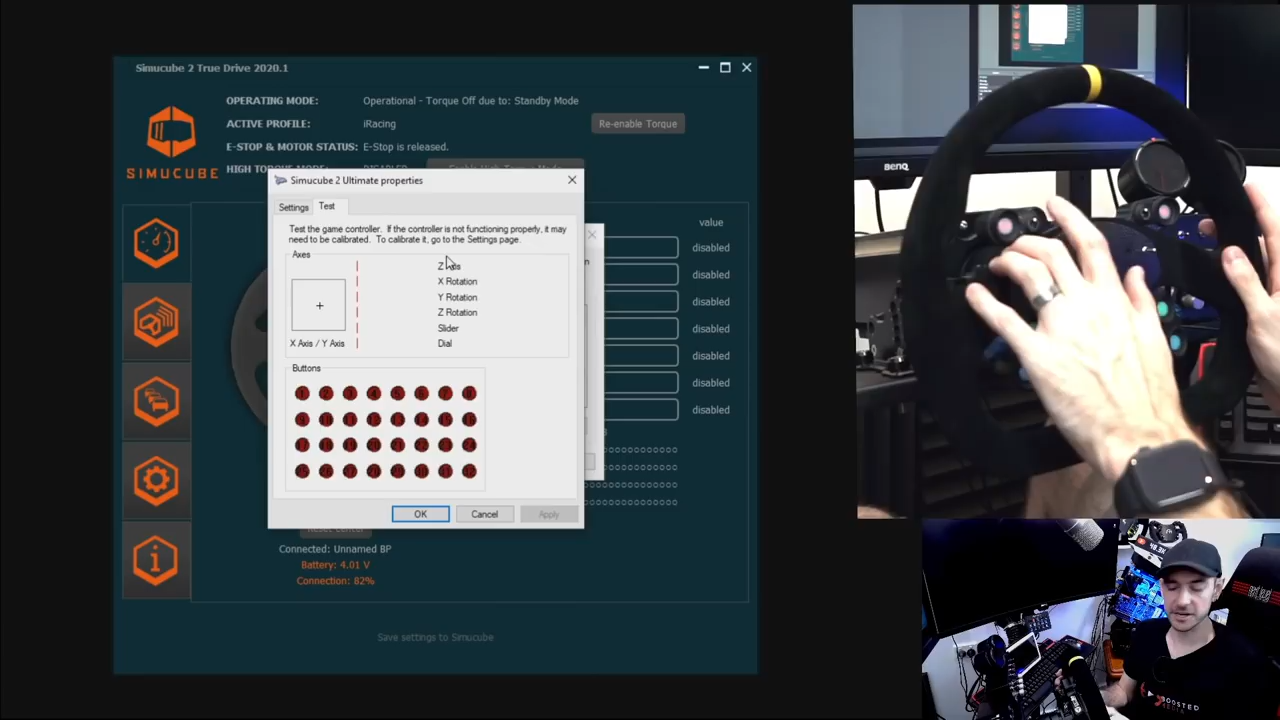 Simucube 2 True Drive 2020.1
OPERATING MODE: Operational - Torque Off due to: Standby Mode
ACTIVE PROFILE: iRacing
Re-enable Torque
E-STOP & MOTOR STATUS: E-Stop is released.
SIMUCUBE
Simucube 2 Ultimate properties
Settings
Test
Test the game controller. If the controller is not functioning properly, it may
need to be calibrated. To calibrate it, go to the Settings page.
Axes
X Rotation
Y Rotation
Z Rotation
Slider
Dial
X Axis / Y Axis
Buttons
OK
Cancel
Apply
value
disabled
disabled
disabled
disabled
disabled
disabled
disabled
Connected: Unnamed BP
Battery: 4.01 V
Connection: 82%
Save settings to Simucube
BenQ
BOOSTED